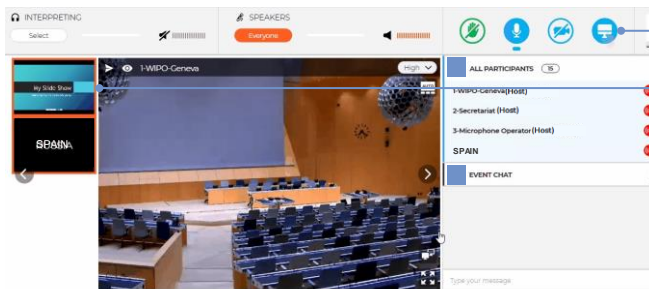 INTERPRETING
Select
SPEAKERS
Everyone
My Slide Show
1-WIPO-Geneva
High
ALL PARTICIPANTS 15
1-WIPO-Geneva(Host)
2-Secretariat (Host)
3-Microphone Operator(Host)
SPAIN
EVENT CHAT
Type your message